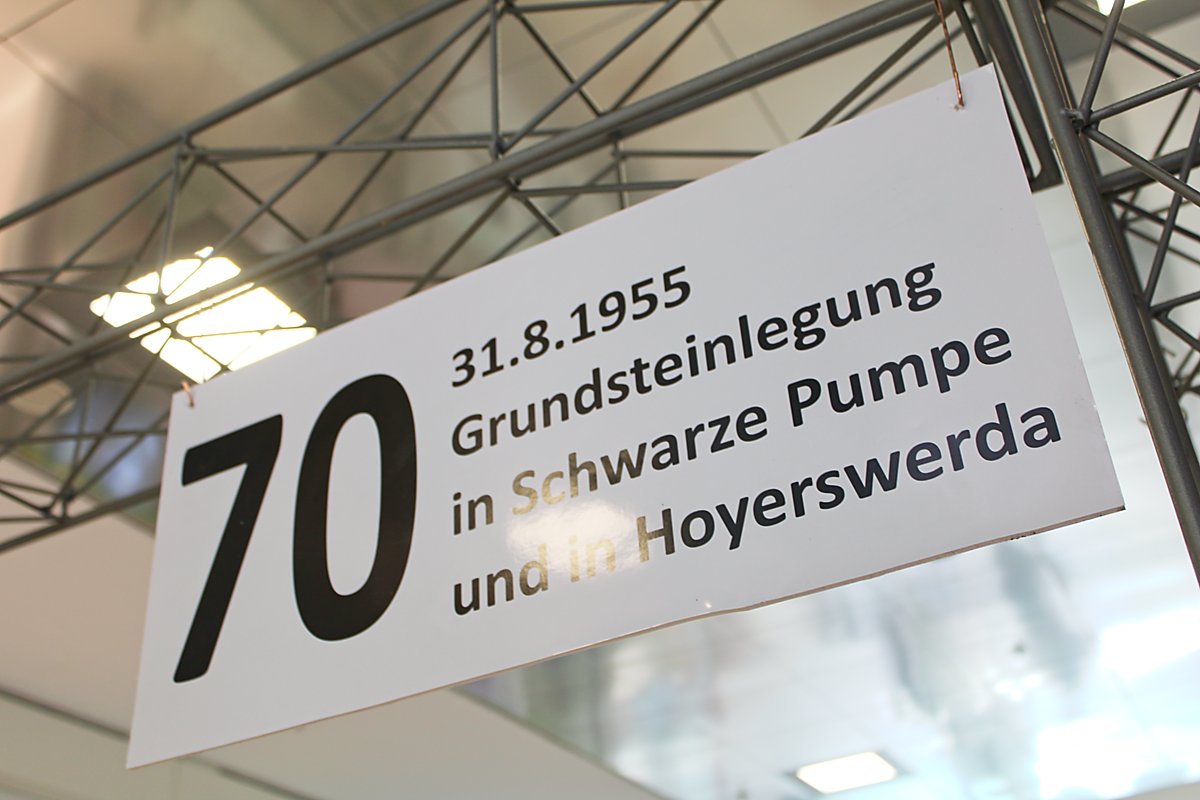 70
31.8.1955
Grundsteinlegung
in Schwarze Pumpe
und in Hoyerswerda